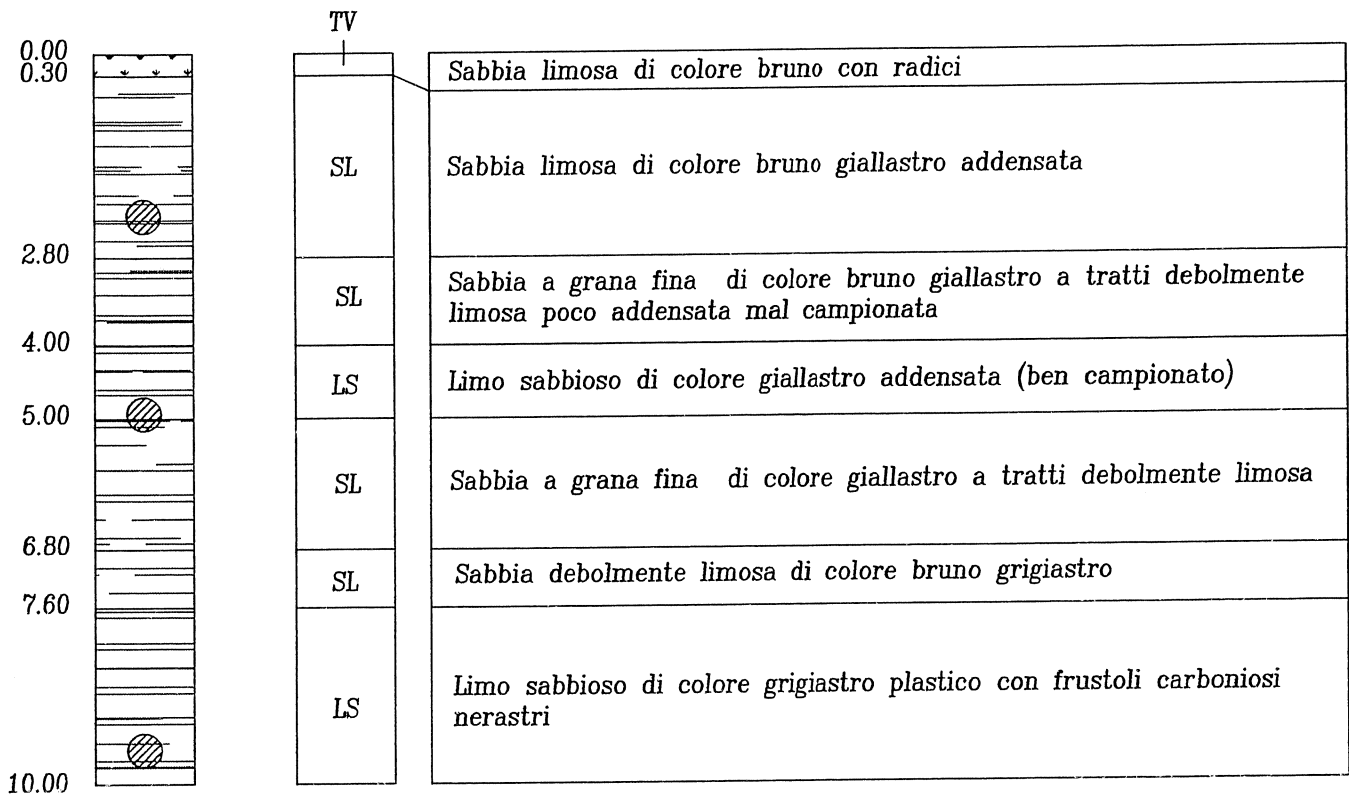 TV
0.00
0.30
Sabbia limosa di colore bruno con radici
SL
Sabbia limosa di colore bruno giallastro addensata
2.80
SL
Sabbia a grana fina di colore bruno giallastro a tratti debolmente
limosa poco addensata mal campionata
4.00
LS
Limo sabbioso di colore giallastro addensata (ben campionato)
5.00
SL
Sabbia a grana fina di colore giallastro a tratti debolmente limosa
6.80
SL
Sabbia debolmente limosa di colore bruno grigiastro
7.60
LS
Limo sabbioso di colore grigiastro plastico con frustoli carboniosi
nerastri
10.00